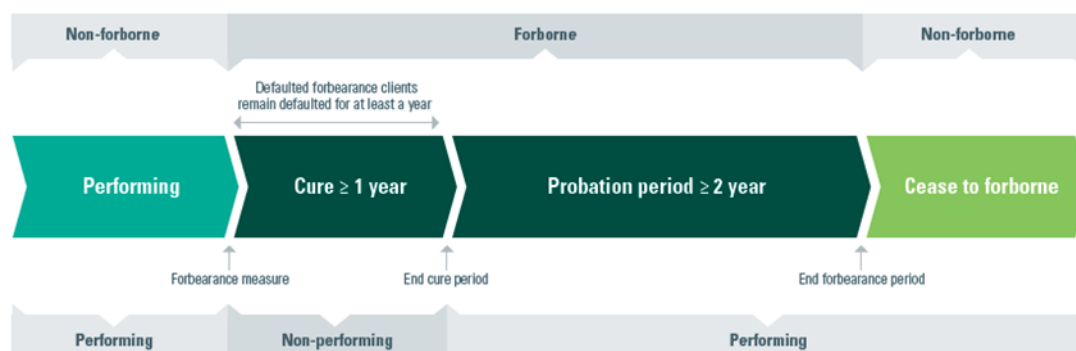 Non-forborne
Forborne
Non-forborne
Defaulted forbearance clients
remain defaulted for at least a year
Performing
Cure ≥ 1 year
Probation period ≥ 2 year
Cease to forborne
Forbearance measure
End cure period
End forbearance period
Performing
Non-performing
Performing